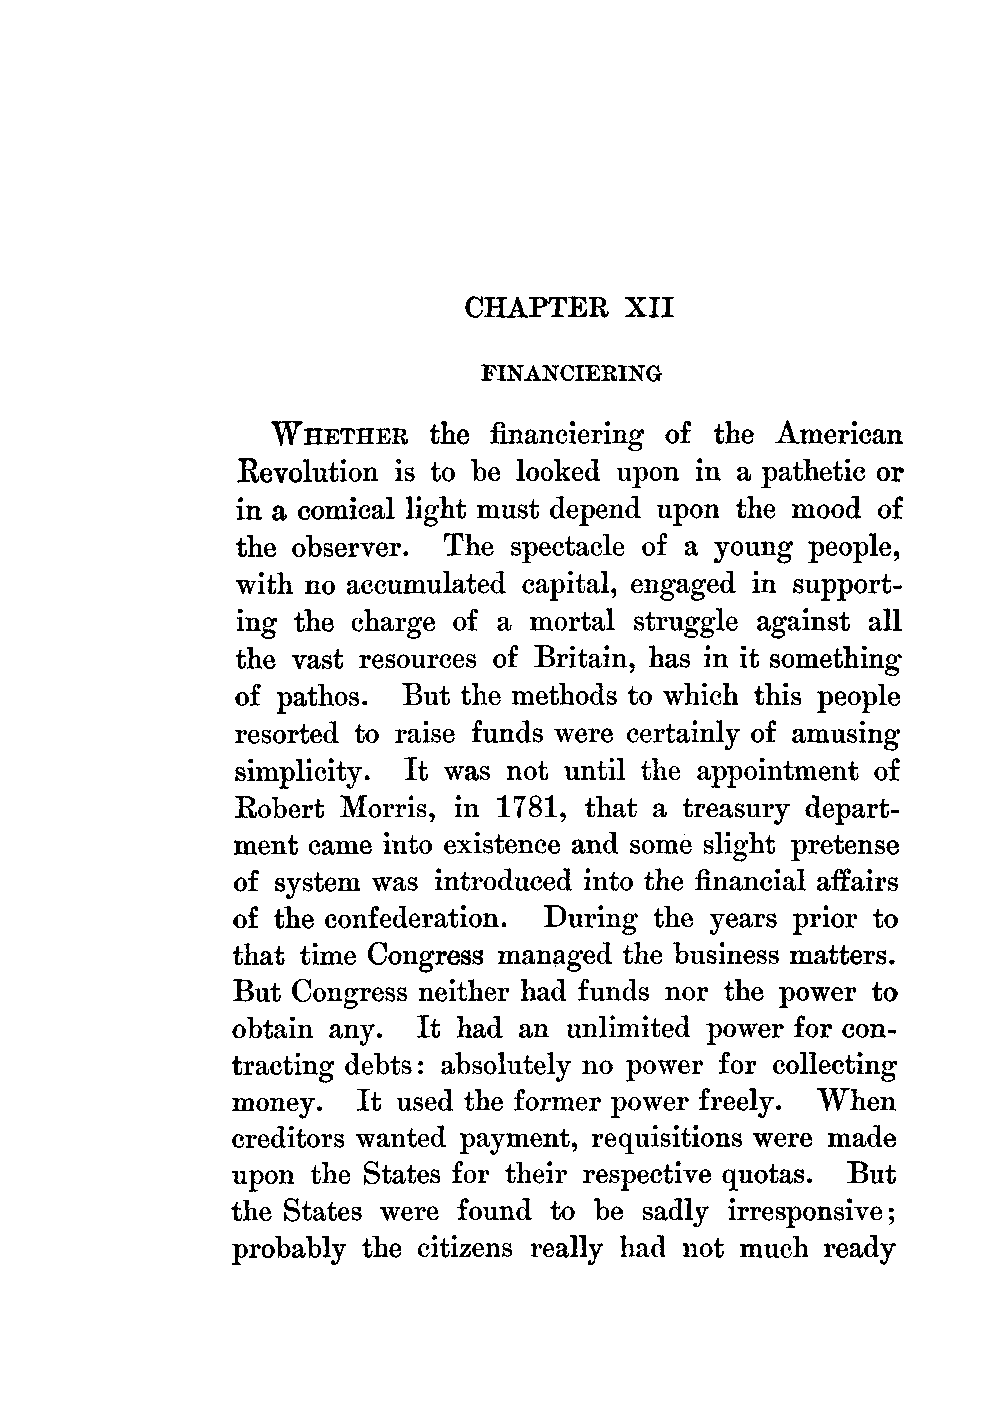 CHAPTER XII
FINANCIERING
WHETHER the financiering of the American
Revolution is to be looked upon in a pathetic or
in a comical light must depend upon the mood of
the observer. The spectacle of a young people,
with no accumulated capital, engaged in support-
ing the charge of a mortal struggle against all
the vast resources of Britain, has in it something
of pathos. But the methods to which this people
resorted to raise funds were certainly of amusing
simplicity. It was not until the appointment of
Robert Morris, in 1781, that a treasury depart-
ment came into existence and some slight pretense
of system was introduced into the financial affairs
of the confederation. During the years prior to
that time Congress managed the business matters.
But Congress neither had funds nor the power to
obtain any. It had an unlimited power for con-
tracting debts: absolutely no power for collecting
money. It used the former power freely. When
creditors wanted payment, requisitions were made
upon the States for their respective quotas. But
the States were found to be sadly irresponsive;
probably the citizens really had not much ready